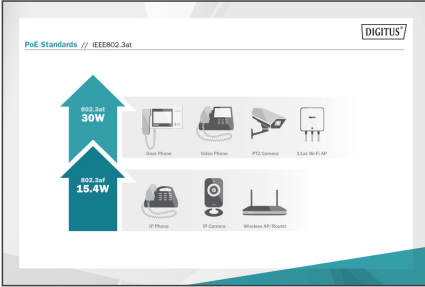 DIGITUS®
PoE Standards // IEEE802.3at
802.3at
30W
Door Phone
Video Phone
PTZ Camera
11ac Wi-Fi AP
802.3af
15.4W
IP Phone
IP Camera
Wireless AP/Router